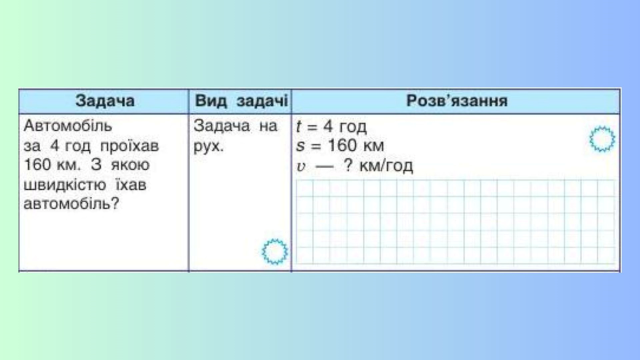 Задача
Вид задачі
Розв’язання
Автомобіль
за 4 год проїхав
160 км. З якою
швидкістю їхав
автомобіль?
Задача на
рух.
t = 4 год
s = 160 км
v — ? км/год